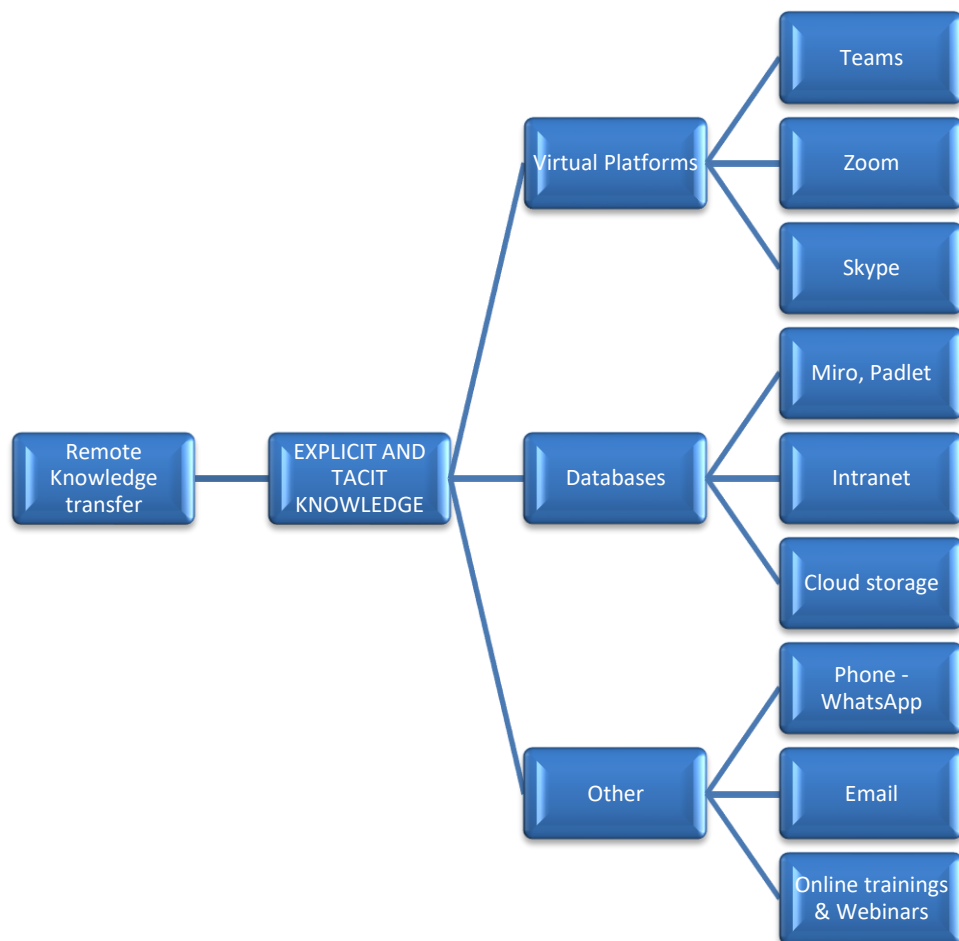 Remote
Knowledge
transfer
EXPLICIT AND
TACIT
KNOWLEDGE
Virtual Platforms
Teams
Zoom
Skype
Databases
Miro, Padlet
Intranet
Cloud storage
Other
Phone -
WhatsApp
Email
Online trainings
& Webinars